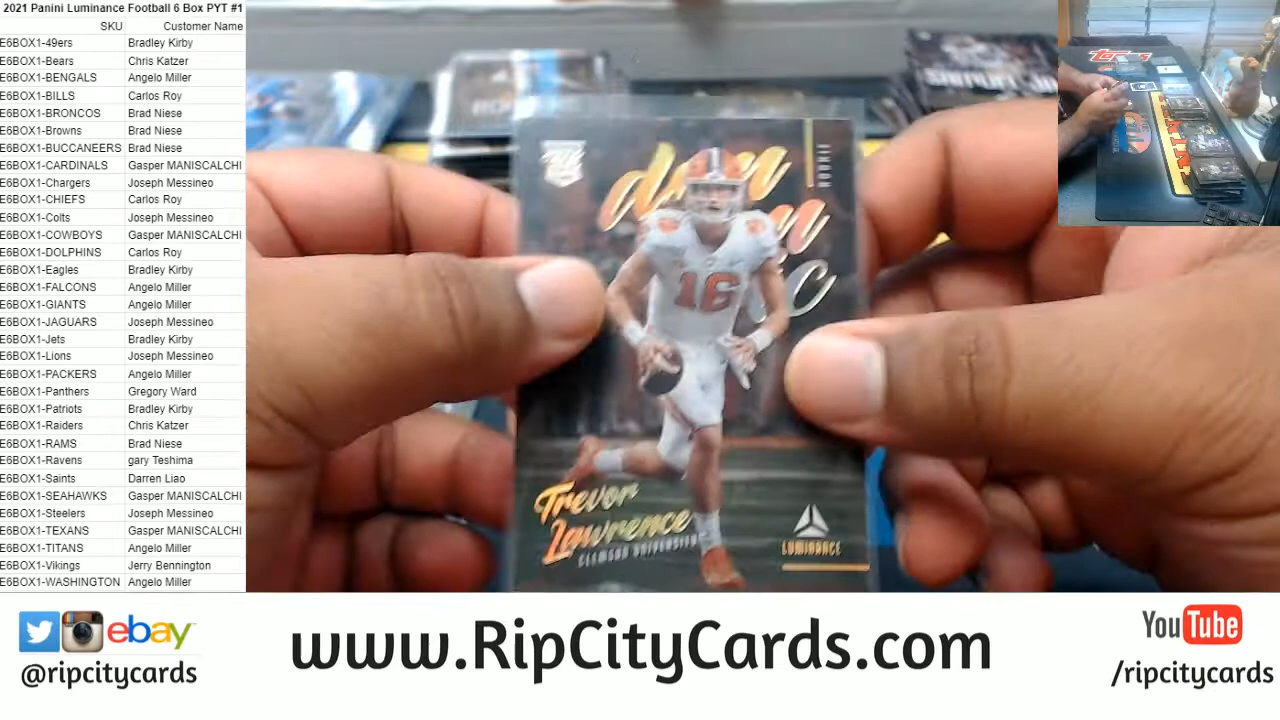 2021 Panini Luminance Football 6 Box PYT #1
SKU Customer Name
E6BOX1-49ers Bradley Kirby
E6BOX1-Bears Chris Katzer
E6BOX1-BENGALS Angelo Miller
E6BOX1-BILLS Carlos Roy
E6BOX1-BRONCOS Brad Niese
E6BOX1-Browns Brad Niese
E6BOX1-BUCCANEERS Brad Niese
E6BOX1-CARDINALS Gasper MANISCALCHI
E6BOX1-Chargers Joseph Messineo
E6BOX1-CHIEFS Carlos Roy
E6BOX1-Colts Joseph Messineo
E6BOX1-COWBOYS Gasper MANISCALCHI
E6BOX1-DOLPHINS Carlos Roy
E6BOX1-Eagles Bradley Kirby
E6BOX1-FALCONS Angelo Miller
E6BOX1-GIANTS Angelo Miller
E6BOX1-JAGUARS Joseph Messineo
E6BOX1-Jets Bradley Kirby
E6BOX1-Lions Joseph Messineo
E6BOX1-PACKERS Angelo Miller
E6BOX1-Panthers Gregory Ward
E6BOX1-Patriots Bradley Kirby
E6BOX1-Raiders Chris Katzer
E6BOX1-RAMS Brad Niese
E6BOX1-Ravens gary Teshima
E6BOX1-Saints Darren Liao
E6BOX1-SEAHAWKS Gasper MANISCALCHI
E6BOX1-Steelers Joseph Messineo
E6BOX1-TEXANS Gasper MANISCALCHI
E6BOX1-TITANS Angelo Miller
E6BOX1-Vikings Jerry Bennington
E6BOX1-WASHINGTON Angelo Miller
ROOKIE
16
Trevor
Lawrence
CLEMSON UNIVERSITY
LUMINANCE
Topps
PANINI
ebay
@ripcitycards
www.RipCityCards.com
YouTube
/ripcitycards